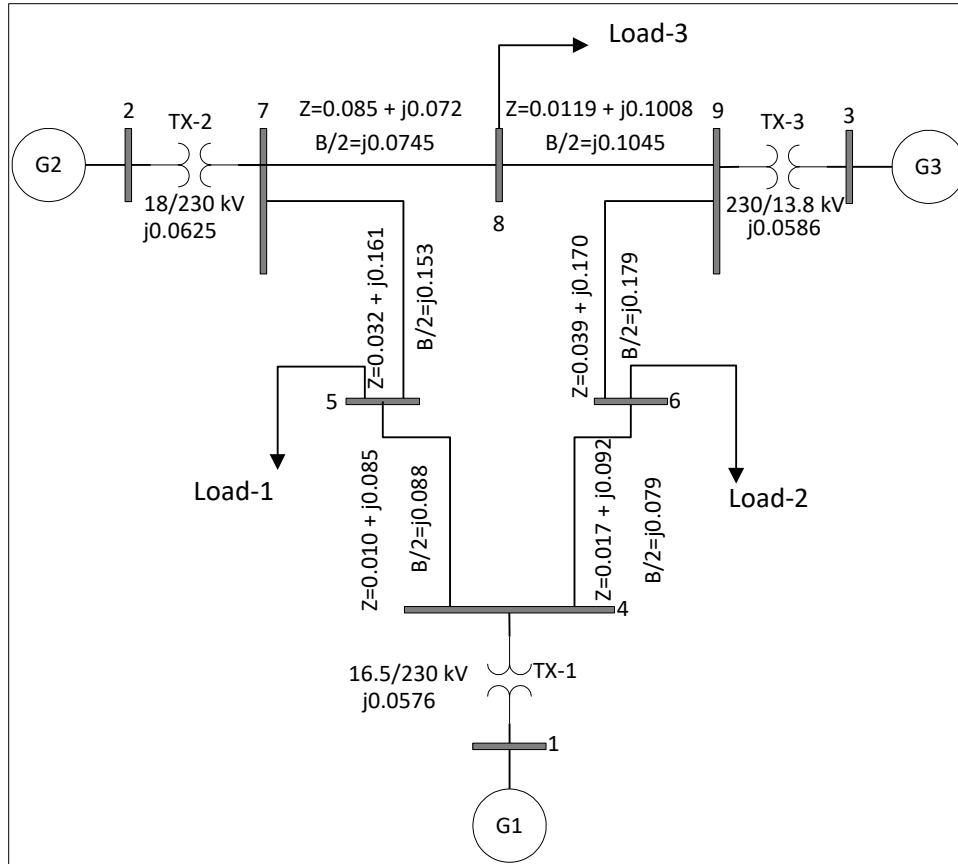 Load-3
2
TX-2
7
Z=0.085 + j0.072
B/2=j0.0745
Z=0.0119 + j0.1008
B/2=j0.1045
9
TX-3
3
G2
G3
18/230 kV
j0.0625
8
230/13.8 kV
j0.0586
Z=0.032 + j0.161
B/2=j0.153
Z=0.039 + j0.170
B/2=j0.179
5
6
Load-1
Load-2
Z=0.010 + j0.085
B/2=j0.088
Z=0.017 + j0.092
B/2=j0.079
4
16.5/230 kV
j0.0576
TX-1
1
G1